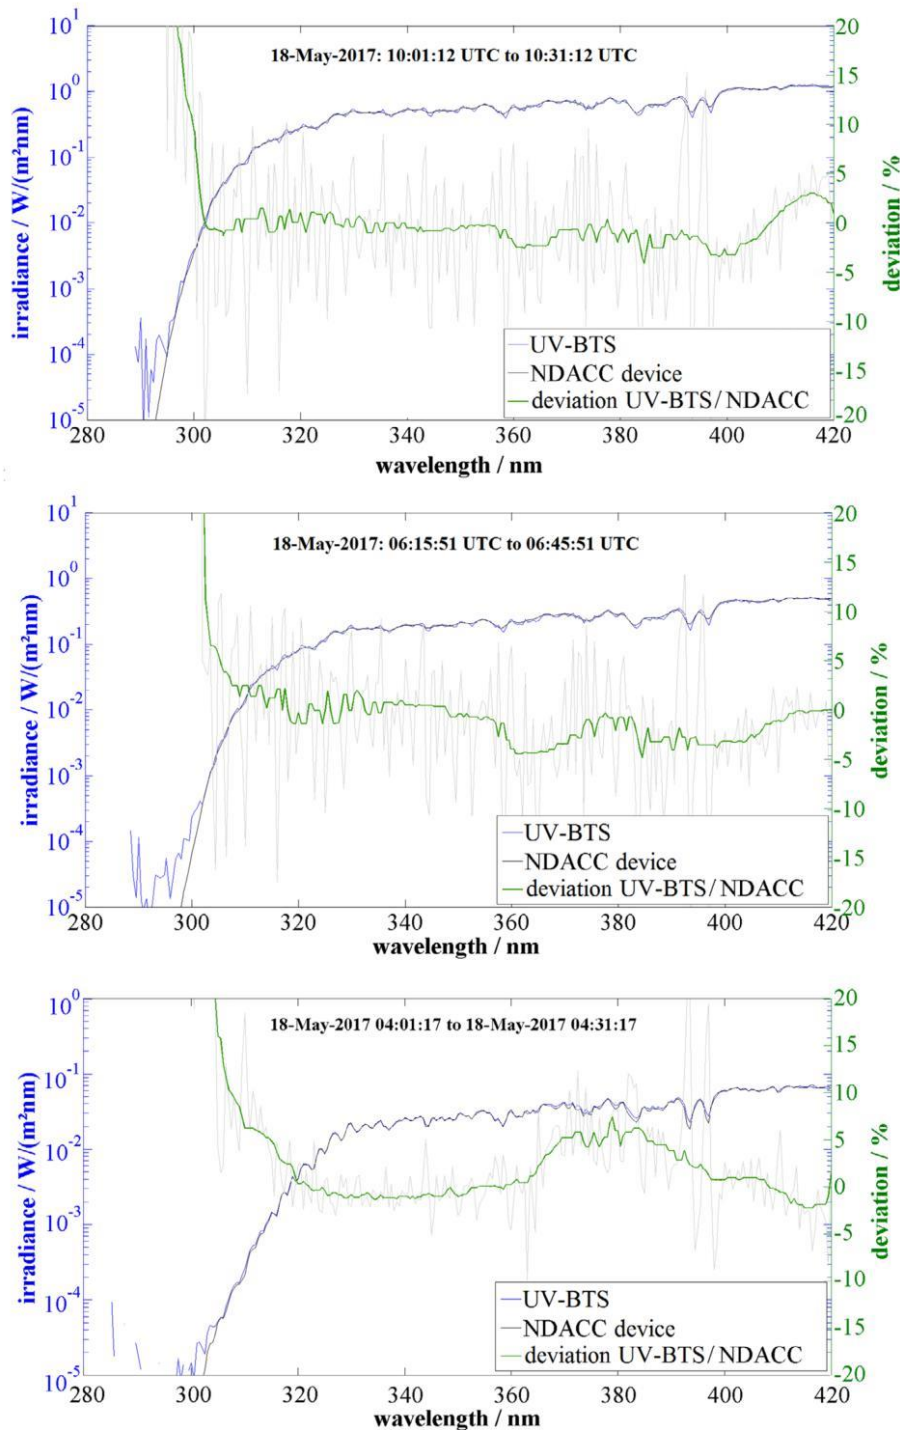 18-May-2017: 10:01:12 UTC to 10:31:12 UTC
irradiance / W/(m²nm)
10¹
10⁰
10⁻¹
10⁻²
10⁻³
10⁻⁴
10⁻⁵
20
15
10
5
0
-5
-10
-15
-20
deviation / %
UV-BTS
NDACC device
deviation UV-BTS/NDACC
280 300 320 340 360 380 400 420
wavelength / nm
18-May-2017: 06:15:51 UTC to 06:45:51 UTC
irradiance / W/(m²nm)
10¹
10⁰
10⁻¹
10⁻²
10⁻³
10⁻⁴
10⁻⁵
20
15
10
5
0
-5
-10
-15
-20
deviation / %
UV-BTS
NDACC device
deviation UV-BTS/NDACC
280 300 320 340 360 380 400 420
wavelength / nm
18-May-2017 04:01:17 to 18-May-2017 04:31:17
irradiance / W/(m²nm)
10⁰
10⁻¹
10⁻²
10⁻³
10⁻⁴
10⁻⁵
20
15
10
5
0
-5
-10
-15
-20
deviation / %
UV-BTS
NDACC device
deviation UV-BTS/NDACC
280 300 320 340 360 380 400 420
wavelength / nm